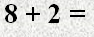 8 + 2 =